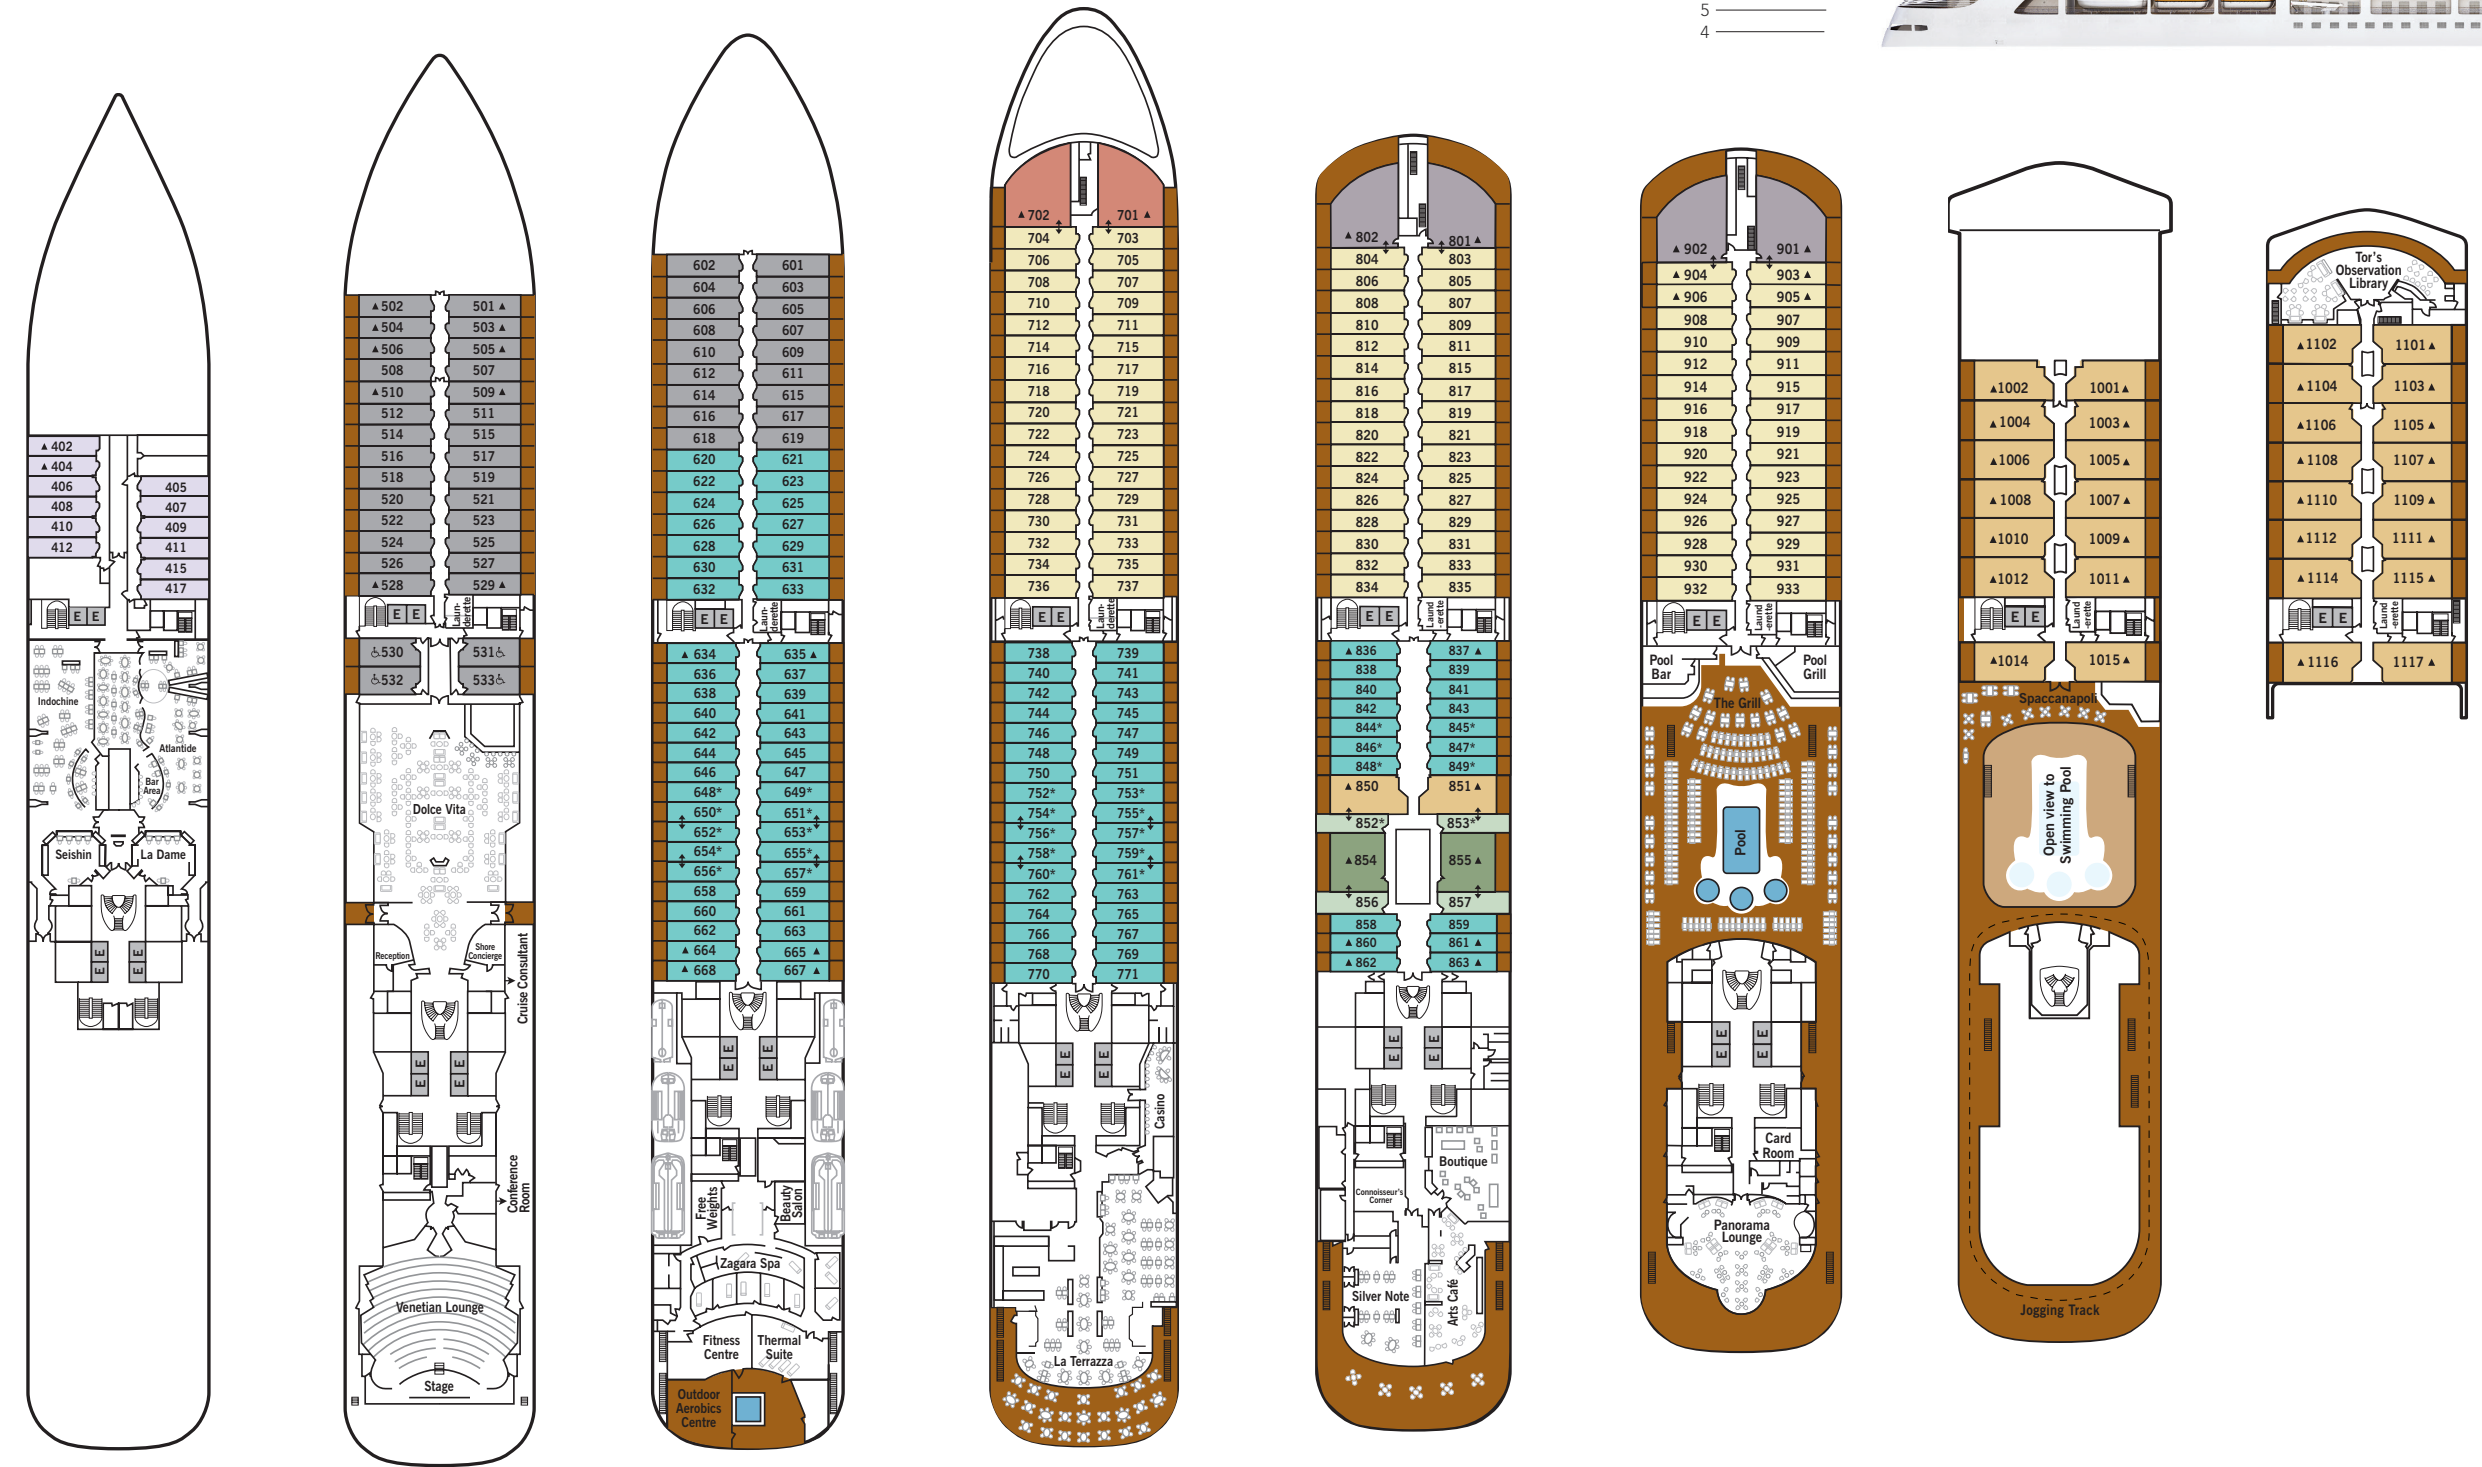 5
4
▲402
▲404
406 405
408 407
410 409
412 411
415
417
E E
Indochine
Atlantide
Bar
Area
Seishin La Dame
E E
E E
▲502 501▲
▲504 503▲
▲506 505▲
508 507
▲510 509▲
512 511
514 515
516 517
518 519
520 521
522 523
524 525
526 527
▲528 529▲
E E
Laun-
derette
♿530 531♿
♿532 533♿
Dolce Vita
Reception
Shore
Concierge
Cruise Consultant
E E
E E
Conference
Room
Venetian Lounge
Stage
602 601
604 603
606 605
608 607
610 609
612 611
614 615
616 617
618 619
620 621
622 623
624 625
626 627
628 629
630 631
632 633
E E
Laun-
derette
▲634 635▲
636 637
638 639
640 641
642 643
644 645
646 647
648* 649*
650* 651*
652* 653*
654* 655*
656* 657*
658 659
660 661
662 663
▲664 665▲
▲668 667▲
E E
E E
Free
Weights
Beauty
Salon
Zagara Spa
Fitness
Centre
Thermal
Suite
Outdoor
Aerobics
Centre
▲702 701▲
704 703
706 705
708 707
710 709
712 711
714 715
716 717
718 719
720 721
722 723
724 725
726 727
728 729
730 731
732 733
734 735
736 737
E E
Laun-
derette
738 739
740 741
742 743
744 745
746 747
748 749
750 751
752* 753*
754* 755*
756* 757*
758* 759*
760* 761*
762 763
764 765
766 767
768 769
770 771
E E
E E
Casino
La Terrazza
▲802 801▲
804 803
806 805
808 807
810 809
812 811
814 815
816 817
818 819
820 821
822 823
824 825
826 827
828 829
830 831
832 833
834 835
E E
Laund
-erette
▲836 837▲
838 839
840 841
842 843
844* 845*
846* 847*
848* 849*
▲850 851▲
852* 853*
▲854 855▲
856 857
858 859
▲860 861▲
▲862 863▲
E E
E E
Boutique
Connoisseur's
Corner
Silver Note
Arts Café
▲902 901▲
▲904 903▲
▲906 905▲
908 907
910 909
912 911
914 915
916 917
918 919
920 921
922 923
924 925
926 927
928 929
930 931
932 933
E E
Laund
-erette
Pool
Bar
Pool
Grill
The Grill
Pool
E E
E E
Card
Room
Panorama
Lounge
▲1002 1001▲
▲1004 1003▲
▲1006 1005▲
▲1008 1007▲
▲1010 1009▲
▲1012 1011▲
E E
Laund
-erette
▲1014 1015▲
Spaccanapoli
Open view to
Swimming Pool
Jogging Track
Tor's
Observation
Library
▲1102 1101▲
▲1104 1103▲
▲1106 1105▲
▲1108 1107▲
▲1110 1109▲
▲1112 1111▲
▲1114 1115▲
E E
Laund
-erette
▲1116 1117▲